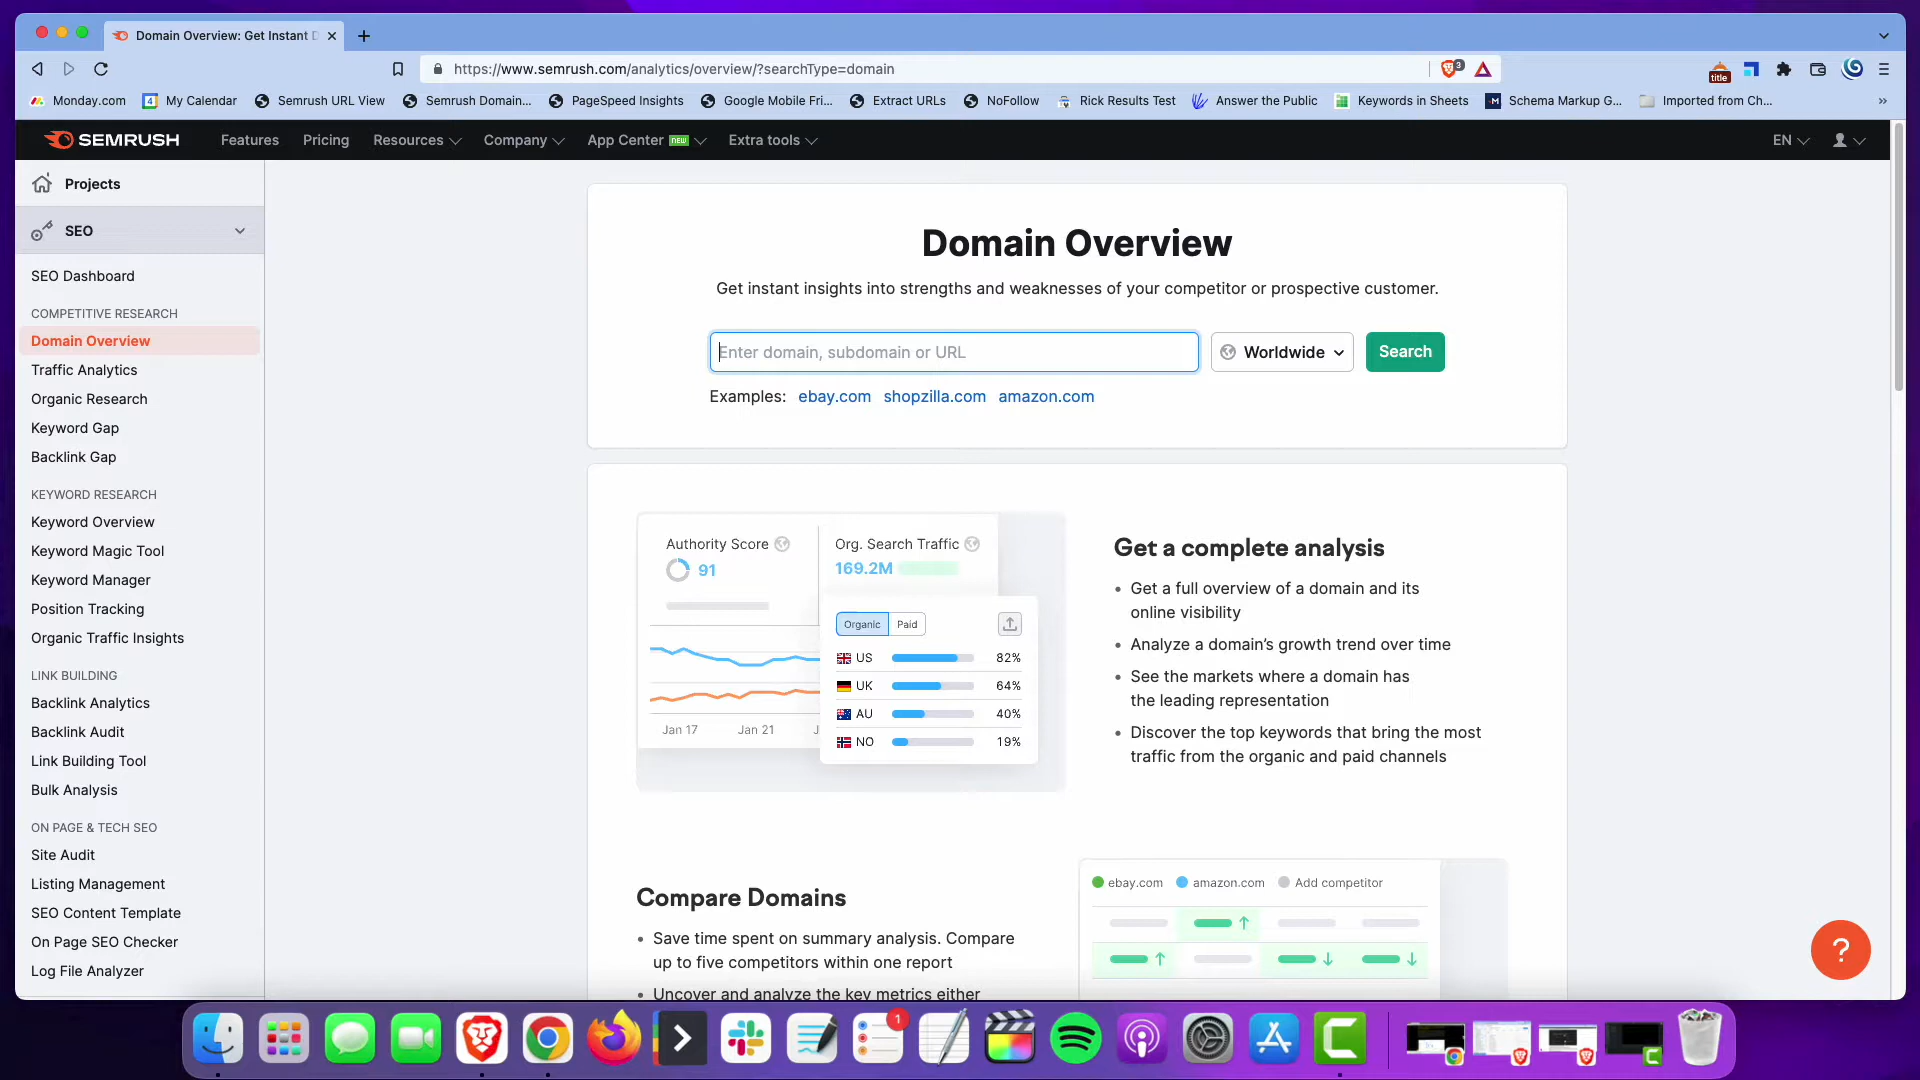 Domain Overview: Get Instant D
https://www.semrush.com/analytics/overview/?searchType=domain
3
title
Monday.com
4
My Calendar
Semrush URL View
Semrush Domain...
PageSpeed Insights
Google Mobile Fri...
Extract URLs
NoFollow
Rick Results Test
Answer the Public
Keywords in Sheets
M
Schema Markup G...
Imported from Ch...
SEMRUSH
Features
Pricing
Resources
Company
App Center NEW
Extra tools
EN
Projects
SEO
SEO Dashboard
COMPETITIVE RESEARCH
Domain Overview
Traffic Analytics
Organic Research
Keyword Gap
Backlink Gap
KEYWORD RESEARCH
Keyword Overview
Keyword Magic Tool
Keyword Manager
Position Tracking
Organic Traffic Insights
LINK BUILDING
Backlink Analytics
Backlink Audit
Link Building Tool
Bulk Analysis
ON PAGE & TECH SEO
Site Audit
Listing Management
SEO Content Template
On Page SEO Checker
Log File Analyzer
Domain Overview
Get instant insights into strengths and weaknesses of your competitor or prospective customer.
Enter domain, subdomain or URL
Worldwide
Search
Examples: ebay.com shopzilla.com amazon.com
Authority Score
91
Org. Search Traffic
169.2M
Organic
Paid
US 82%
UK 64%
AU 40%
NO 19%
Jan 17
Jan 21
J
Get a complete analysis
• Get a full overview of a domain and its
online visibility
• Analyze a domain’s growth trend over time
• See the markets where a domain has
the leading representation
• Discover the top keywords that bring the most
traffic from the organic and paid channels
Compare Domains
• Save time spent on summary analysis. Compare
up to five competitors within one report
• Uncover and analyze the key metrics either
ebay.com
amazon.com
Add competitor
?
1